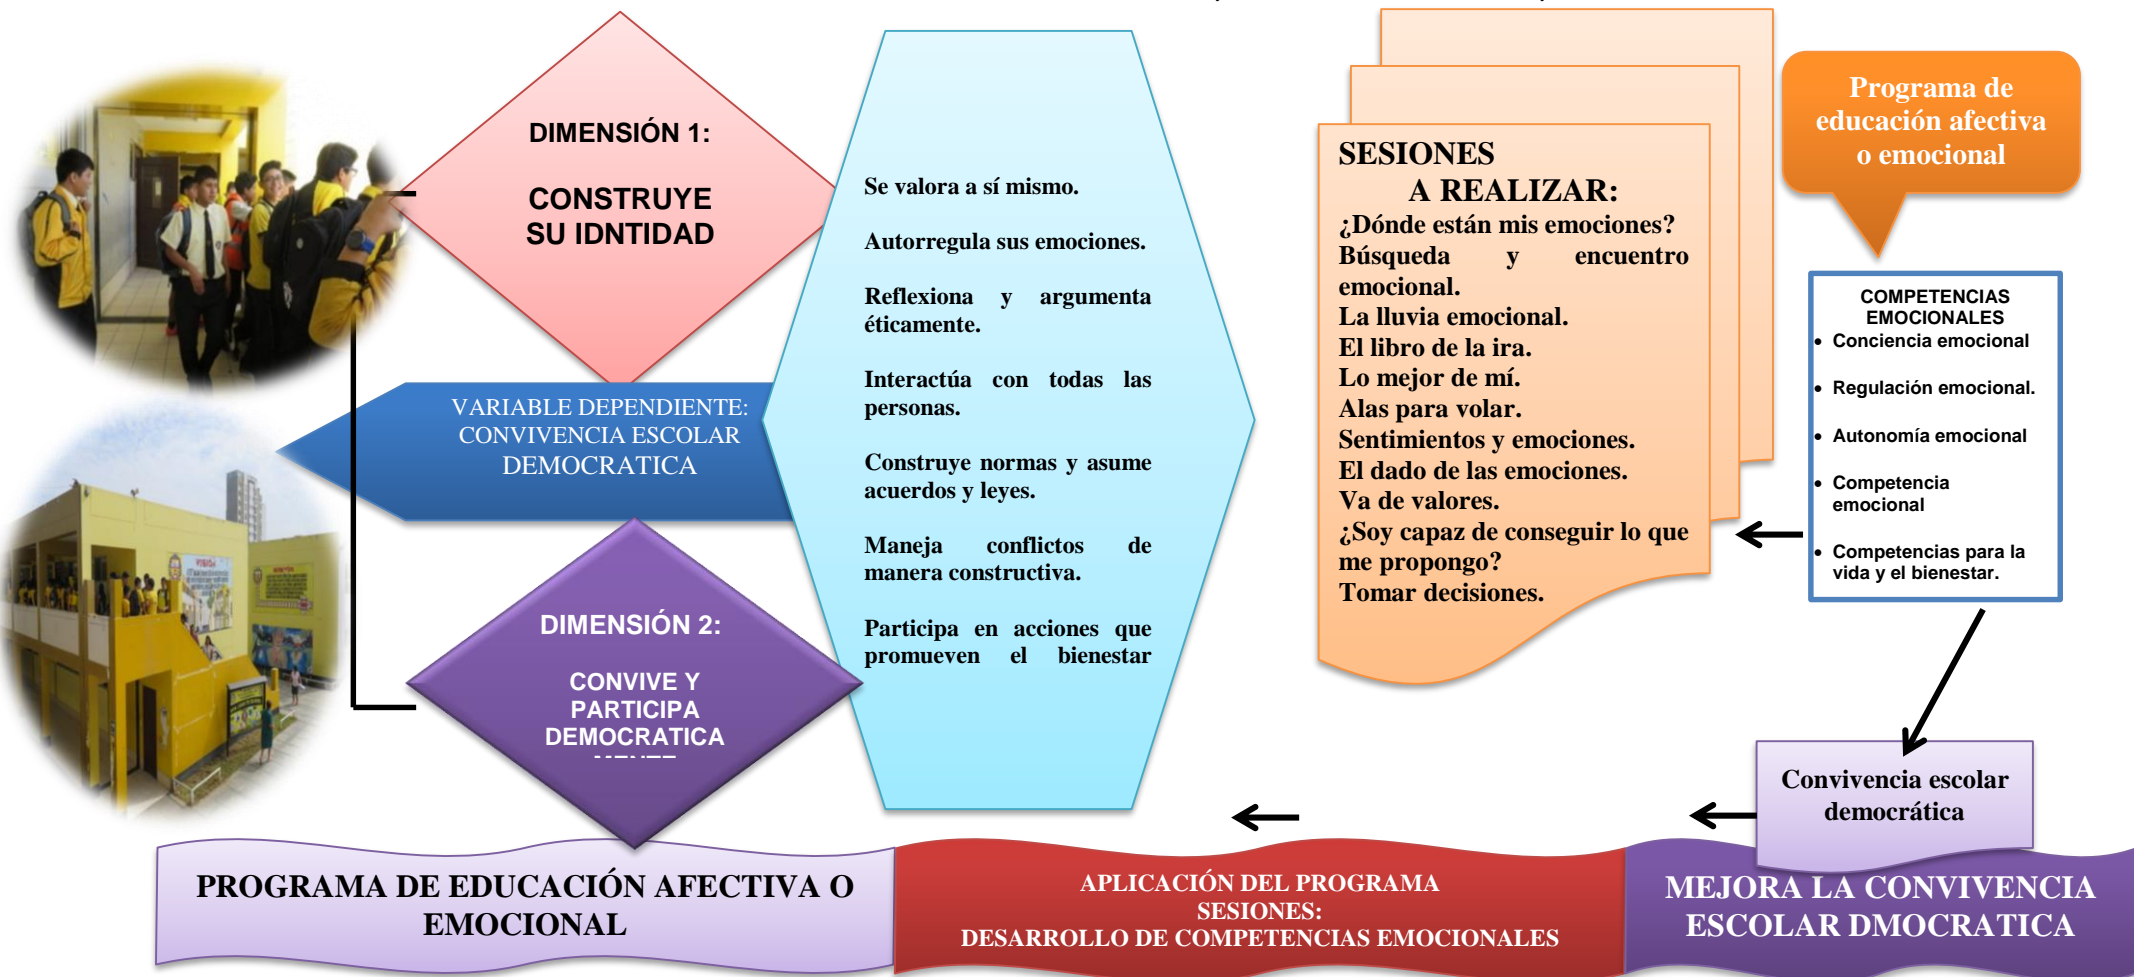 DIMENSIÓN 1:
CONSTRUYE
SU IDNTIDAD
VARIABLE DEPENDIENTE:
CONVIVENCIA ESCOLAR
DEMOCRATICA
DIMENSIÓN 2:
CONVIVE Y
PARTICIPA
DEMOCRATICA
Se valora a sí mismo.
Autorregula sus emociones.
Reflexiona y argumenta
éticamente.
Interactúa con todas las
personas.
Construye normas y asume
acuerdos y leyes.
Maneja conflictos de
manera constructiva.
Participa en acciones que
promueven el bienestar
SESIONES
A REALIZAR:
¿Dónde están mis emociones?
Búsqueda y encuentro
emocional.
La lluvia emocional.
El libro de la ira.
Lo mejor de mí.
Alas para volar.
Sentimientos y emociones.
El dado de las emociones.
Va de valores.
¿Soy capaz de conseguir lo que
me propongo?
Tomar decisiones.
Programa de
educación afectiva
o emocional
COMPETENCIAS
EMOCIONALES
• Conciencia emocional
• Regulación emocional.
• Autonomía emocional
• Competencia
emocional
• Competencias para la
vida y el bienestar.
Convivencia escolar
democrática
PROGRAMA DE EDUCACIÓN AFECTIVA O
EMOCIONAL
APLICACIÓN DEL PROGRAMA
SESIONES:
DESARROLLO DE COMPETENCIAS EMOCIONALES
MEJORA LA CONVIVENCIA
ESCOLAR DMOCRATICA